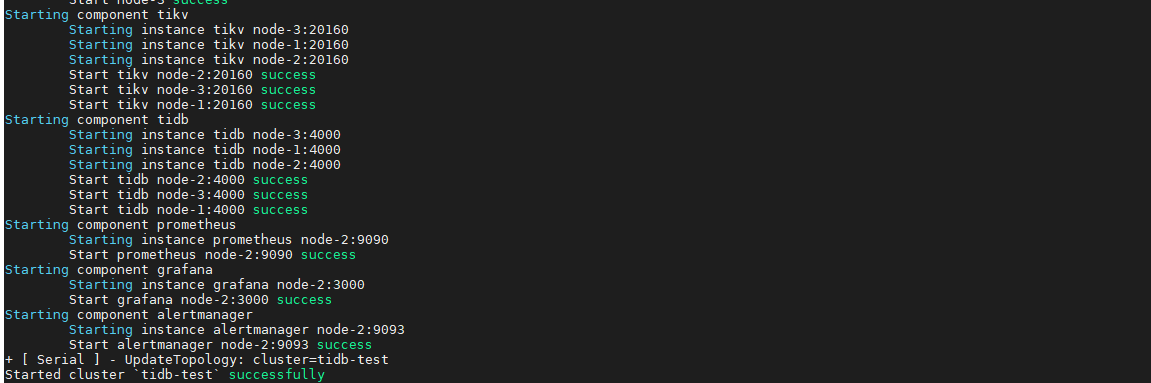 Start node-3 success
Starting component tikv
Starting instance tikv node-3:20160
Starting instance tikv node-1:20160
Starting instance tikv node-2:20160
Start tikv node-2:20160 success
Start tikv node-3:20160 success
Start tikv node-1:20160 success
Starting component tidb
Starting instance tidb node-3:4000
Starting instance tidb node-1:4000
Starting instance tidb node-2:4000
Start tidb node-2:4000 success
Start tidb node-3:4000 success
Start tidb node-1:4000 success
Starting component prometheus
Starting instance prometheus node-2:9090
Start prometheus node-2:9090 success
Starting component grafana
Starting instance grafana node-2:3000
Start grafana node-2:3000 success
Starting component alertmanager
Starting instance alertmanager node-2:9093
Start alertmanager node-2:9093 success
+ [ Serial ] - UpdateTopology: cluster=tidb-test
Started cluster `tidb-test` successfully